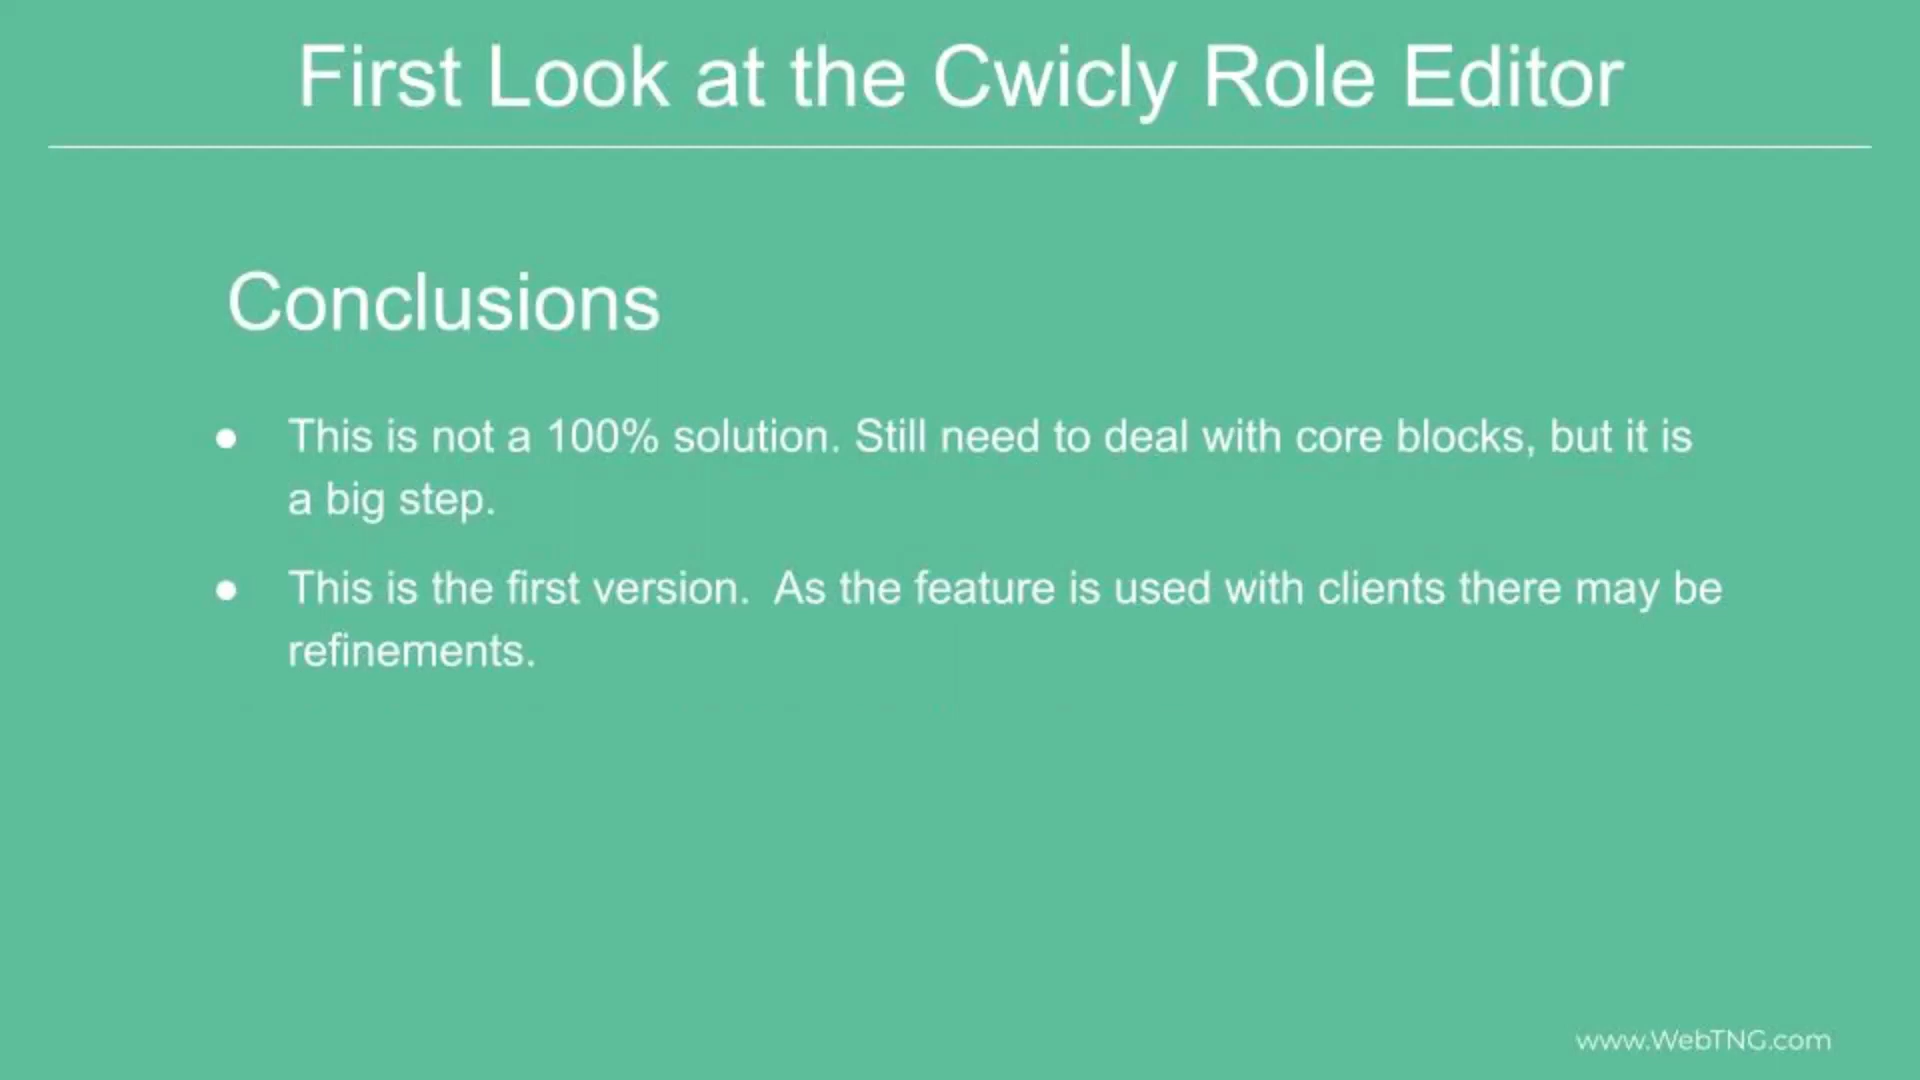 First Look at the Cwicly Role Editor
Conclusions
● This is not a 100% solution. Still need to deal with core blocks, but it is
a big step.
● This is the first version.  As the feature is used with clients there may be
refinements.
www.WebTNG.com